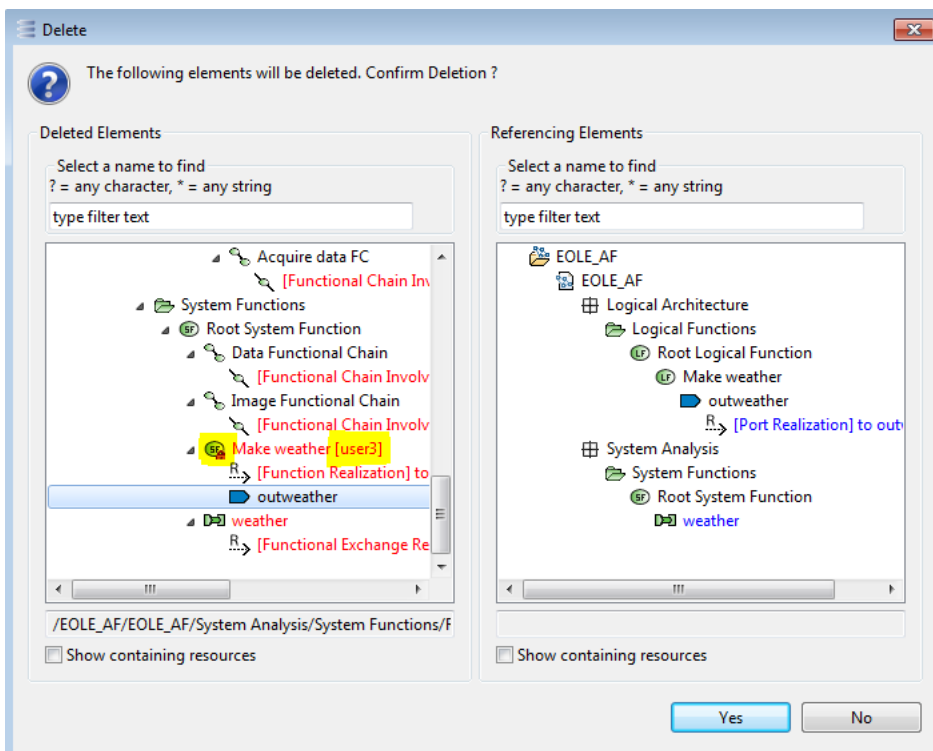 Delete
The following elements will be deleted. Confirm Deletion ?
Deleted Elements
Select a name to find
? = any character, * = any string
type filter text
Acquire data FC
[Functional Chain Inv
System Functions
SF Root System Function
Data Functional Chain
[Functional Chain Involv
Image Functional Chain
[Functional Chain Involv
SF Make weather [user3]
R [Function Realization] to
outweather
weather
R [Functional Exchange Re
/EOLE_AF/EOLE_AF/System Analysis/System Functions/F
Show containing resources
Referencing Elements
Select a name to find
? = any character, * = any string
type filter text
EOLE_AF
EOLE_AF
Logical Architecture
Logical Functions
LF Root Logical Function
LF Make weather
outweather
R [Port Realization] to out
System Analysis
System Functions
SF Root System Function
weather
Show containing resources
Yes No